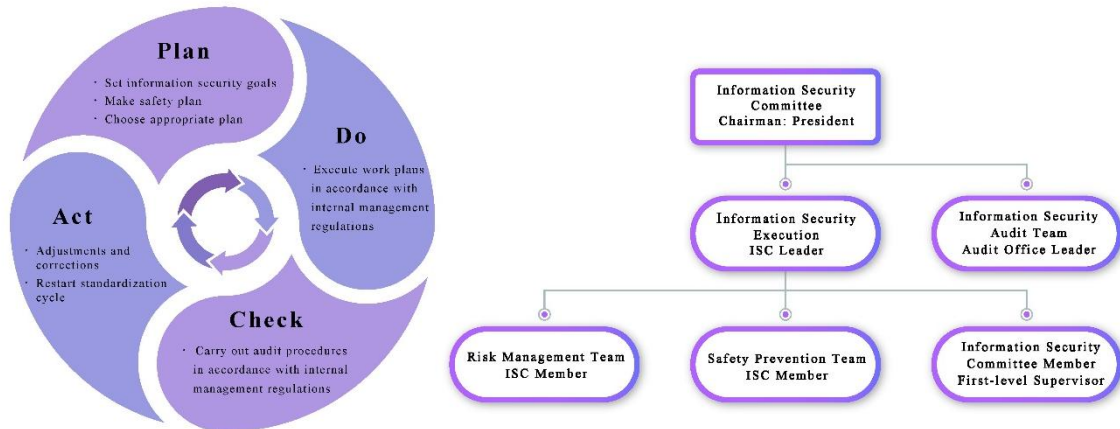 Plan
· Set information security goals
· Make safety plan
· Choose appropriate plan
Do
· Execute work plans
in accordance with
internal management
regulations
Check
· Carry out audit procedures
in accordance with internal
management regulations
Act
· Adjustments and
corrections
· Restart standardization
cycle
Information Security
Committee
Chairman: President
Information Security
Execution
ISC Leader
Information Security
Audit Team
Audit Office Leader
Risk Management Team
ISC Member
Safety Prevention Team
ISC Member
Information Security
Committee Member
First-level Supervisor